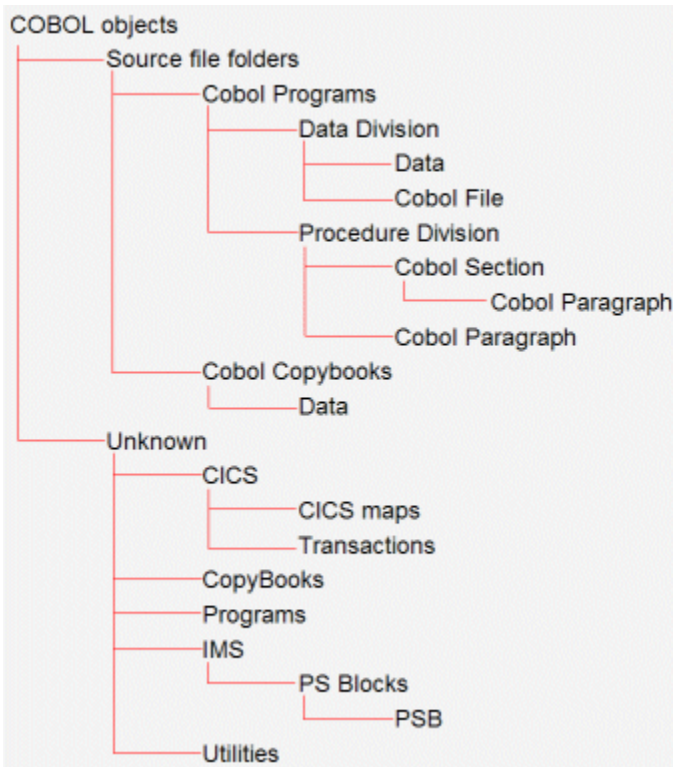 COBOL objects
Source file folders
Cobol Programs
Data Division
Data
Cobol File
Procedure Division
Cobol Section
Cobol Paragraph
Cobol Paragraph
Cobol Copybooks
Data
Unknown
CICS
CICS maps
Transactions
CopyBooks
Programs
IMS
PS Blocks
PSB
Utilities